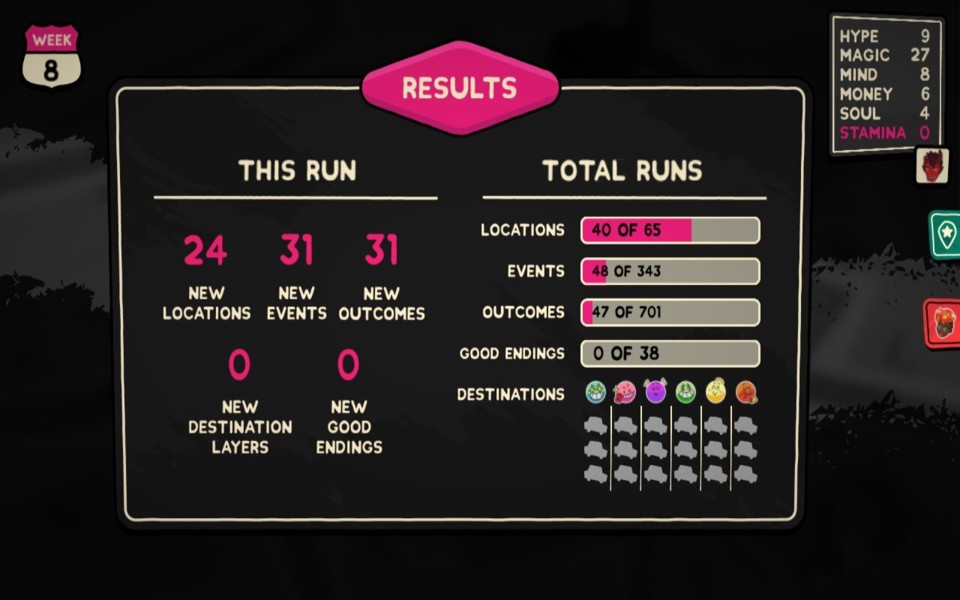 WEEK
8
RESULTS
HYPE 9
MAGIC 27
MIND 8
MONEY 6
SOUL 4
STAMINA 0
THIS RUN
24 31 31
NEW NEW NEW
LOCATIONS EVENTS OUTCOMES
0 0
NEW NEW
DESTINATION GOOD
LAYERS ENDINGS
TOTAL RUNS
LOCATIONS 40 OF 65
EVENTS 48 OF 343
OUTCOMES 47 OF 701
GOOD ENDINGS 0 OF 38
DESTINATIONS